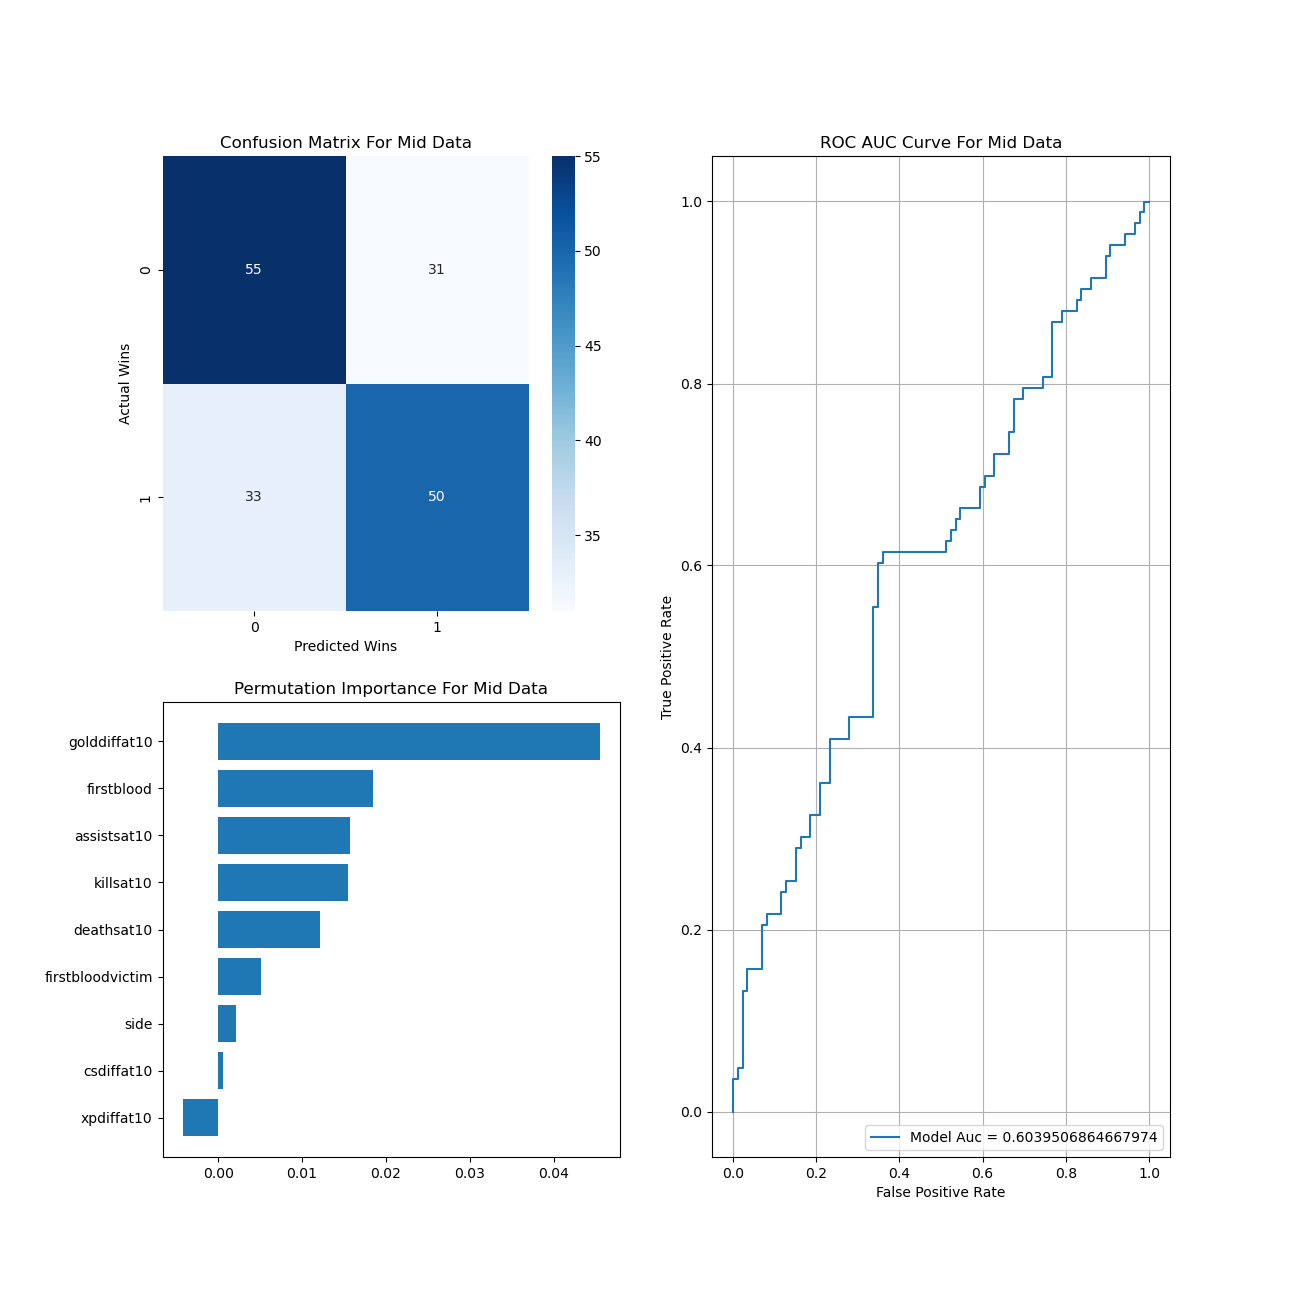 Confusion Matrix For Mid Data
55
31
33
50
0
1
Actual Wins
0
1
Predicted Wins
55
50
45
40
35
Permutation Importance For Mid Data
golddiffat10
firstblood
assistsat10
killsat10
deathsat10
firstbloodvictim
side
csdiffat10
xpdiffat10
0.00
0.01
0.02
0.03
0.04
ROC AUC Curve For Mid Data
1.0
0.8
0.6
0.4
0.2
0.0
True Positive Rate
Model Auc = 0.6039506864667974
0.0
0.2
0.4
0.6
0.8
1.0
False Positive Rate